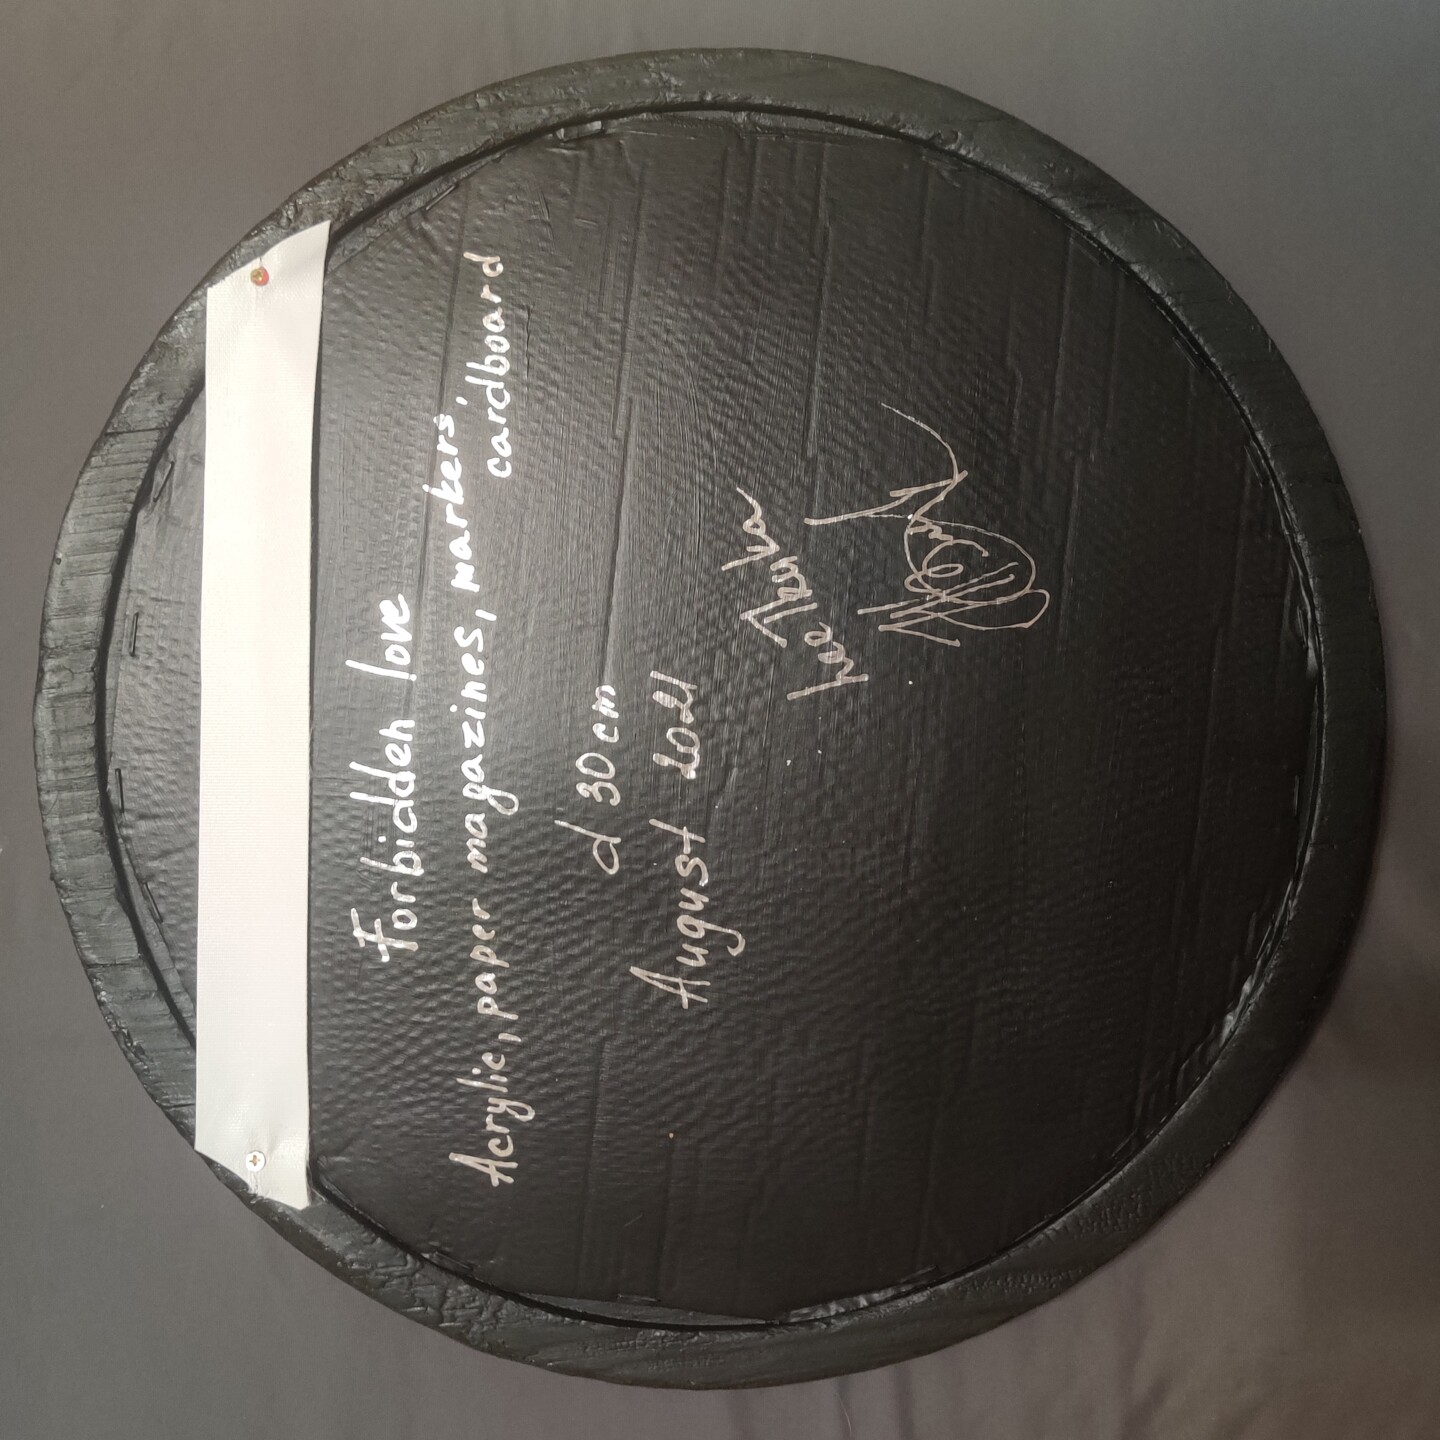 Forbidden love
Acrylic, paper magazines, markers,
cardboard
d 30 cm
August 2021